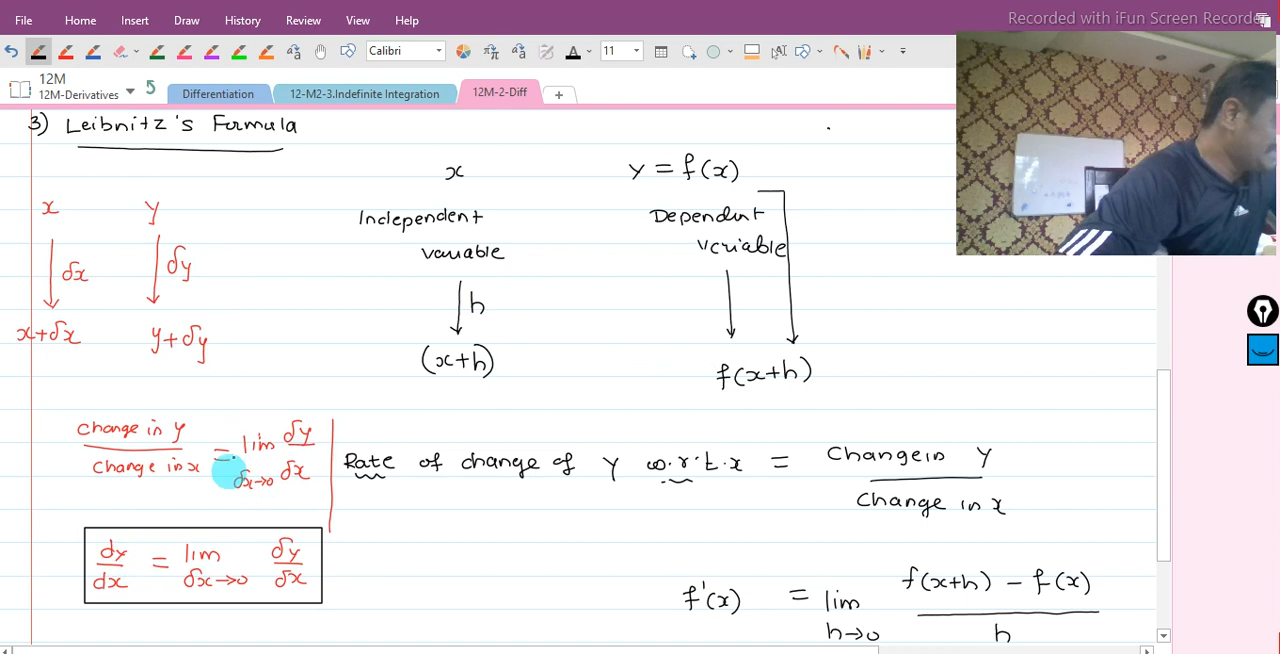 File Home Insert Draw History Review View Help
Recorded with iFun Screen Recorder
Calibri 11
12M
12M-Derivatives
Differentiation 12-M2-3.Indefinite Integration 12M-2-Diff +
3) Leibnitz's Formula
x y = f(x)
x y Independent Dependent
variable variable
δx δy h
x+δx y+δy (x+h) f(x+h)
change in y / change in x = lim δx→0 δy/δx
Rate of change of y w.r.t.x = Change in y / Change in x
dy/dx = lim δx→0 δy/δx
f'(x) = lim h→0 f(x+h) - f(x) / h